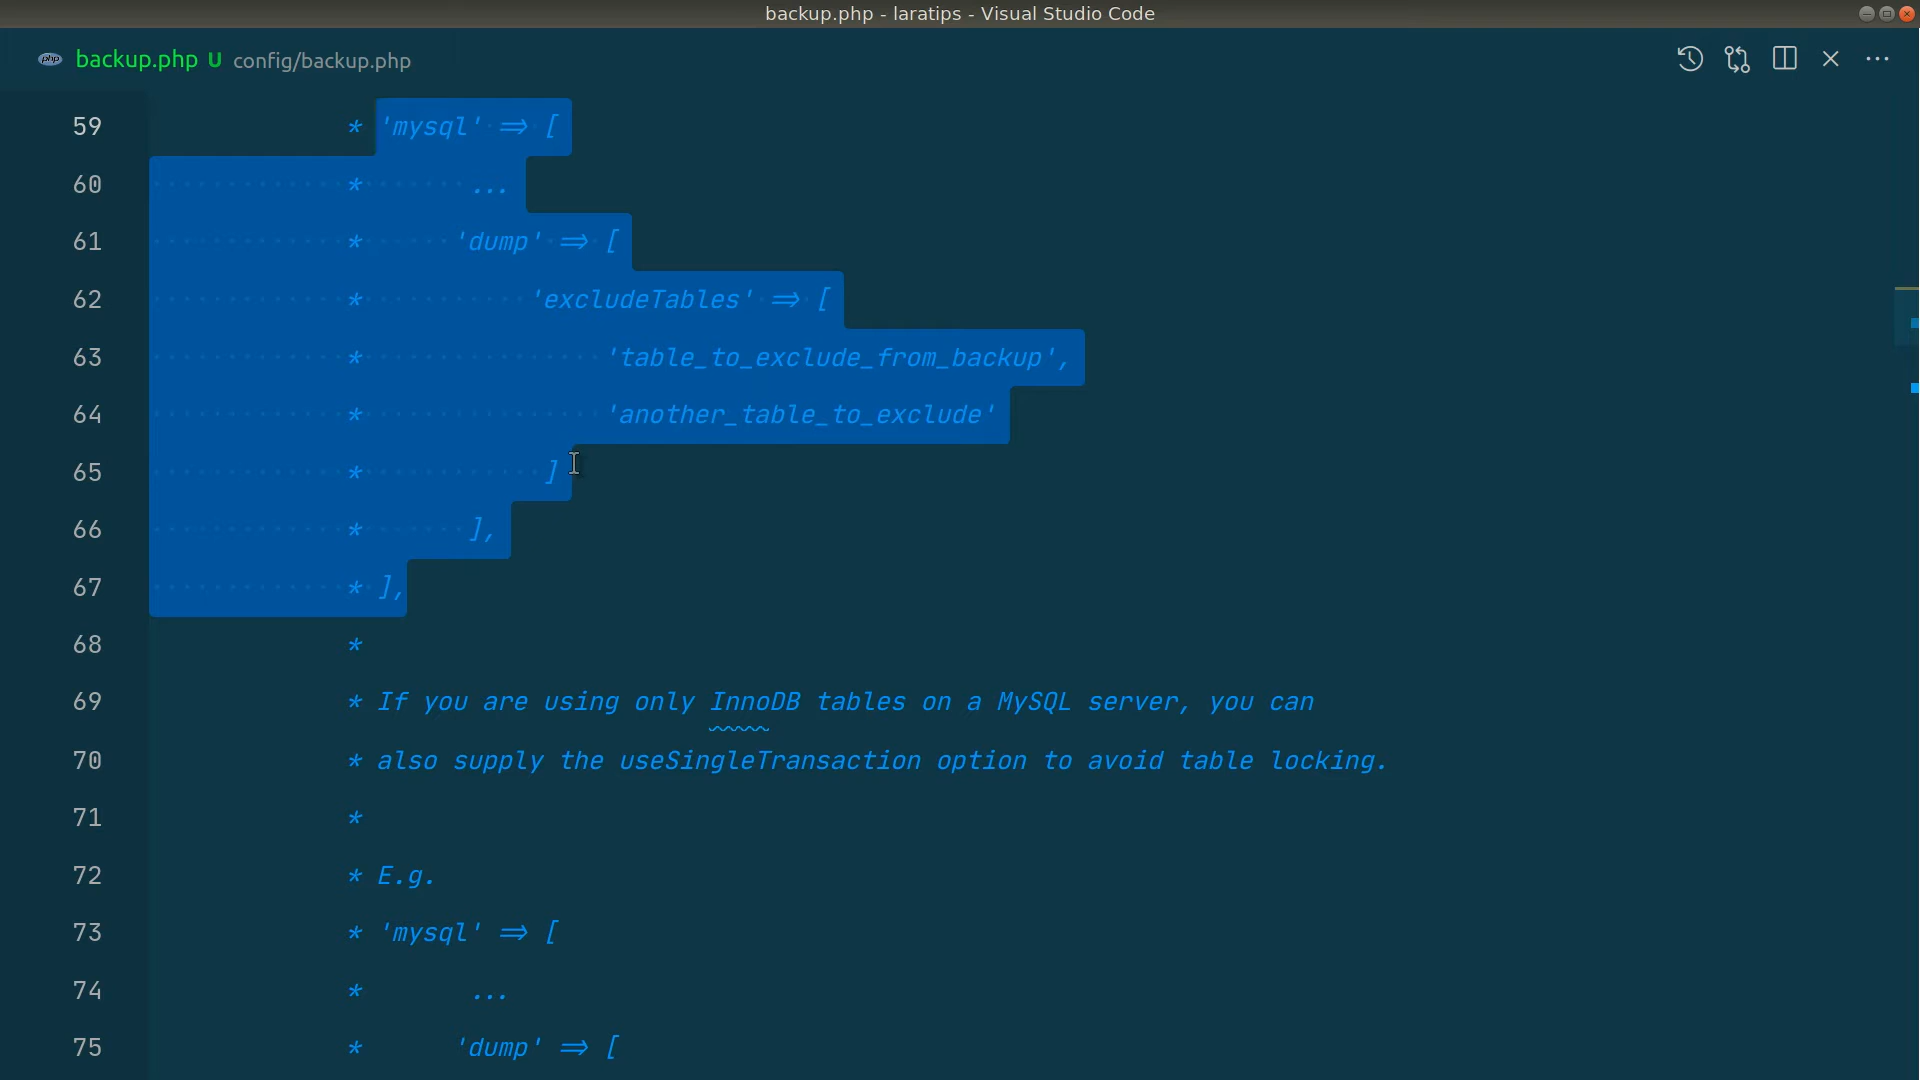 backup.php - laratips - Visual Studio Code
php backup.php U config/backup.php
59 * 'mysql' => [
60 * ...
61 * 'dump' => [
62 * 'excludeTables' => [
63 * 'table_to_exclude_from_backup',
64 * 'another_table_to_exclude'
65 * ]
66 * ],
67 * ],
68 *
69 * If you are using only InnoDB tables on a MySQL server, you can
70 * also supply the useSingleTransaction option to avoid table locking.
71 *
72 * E.g.
73 * 'mysql' => [
74 * ...
75 * 'dump' => [